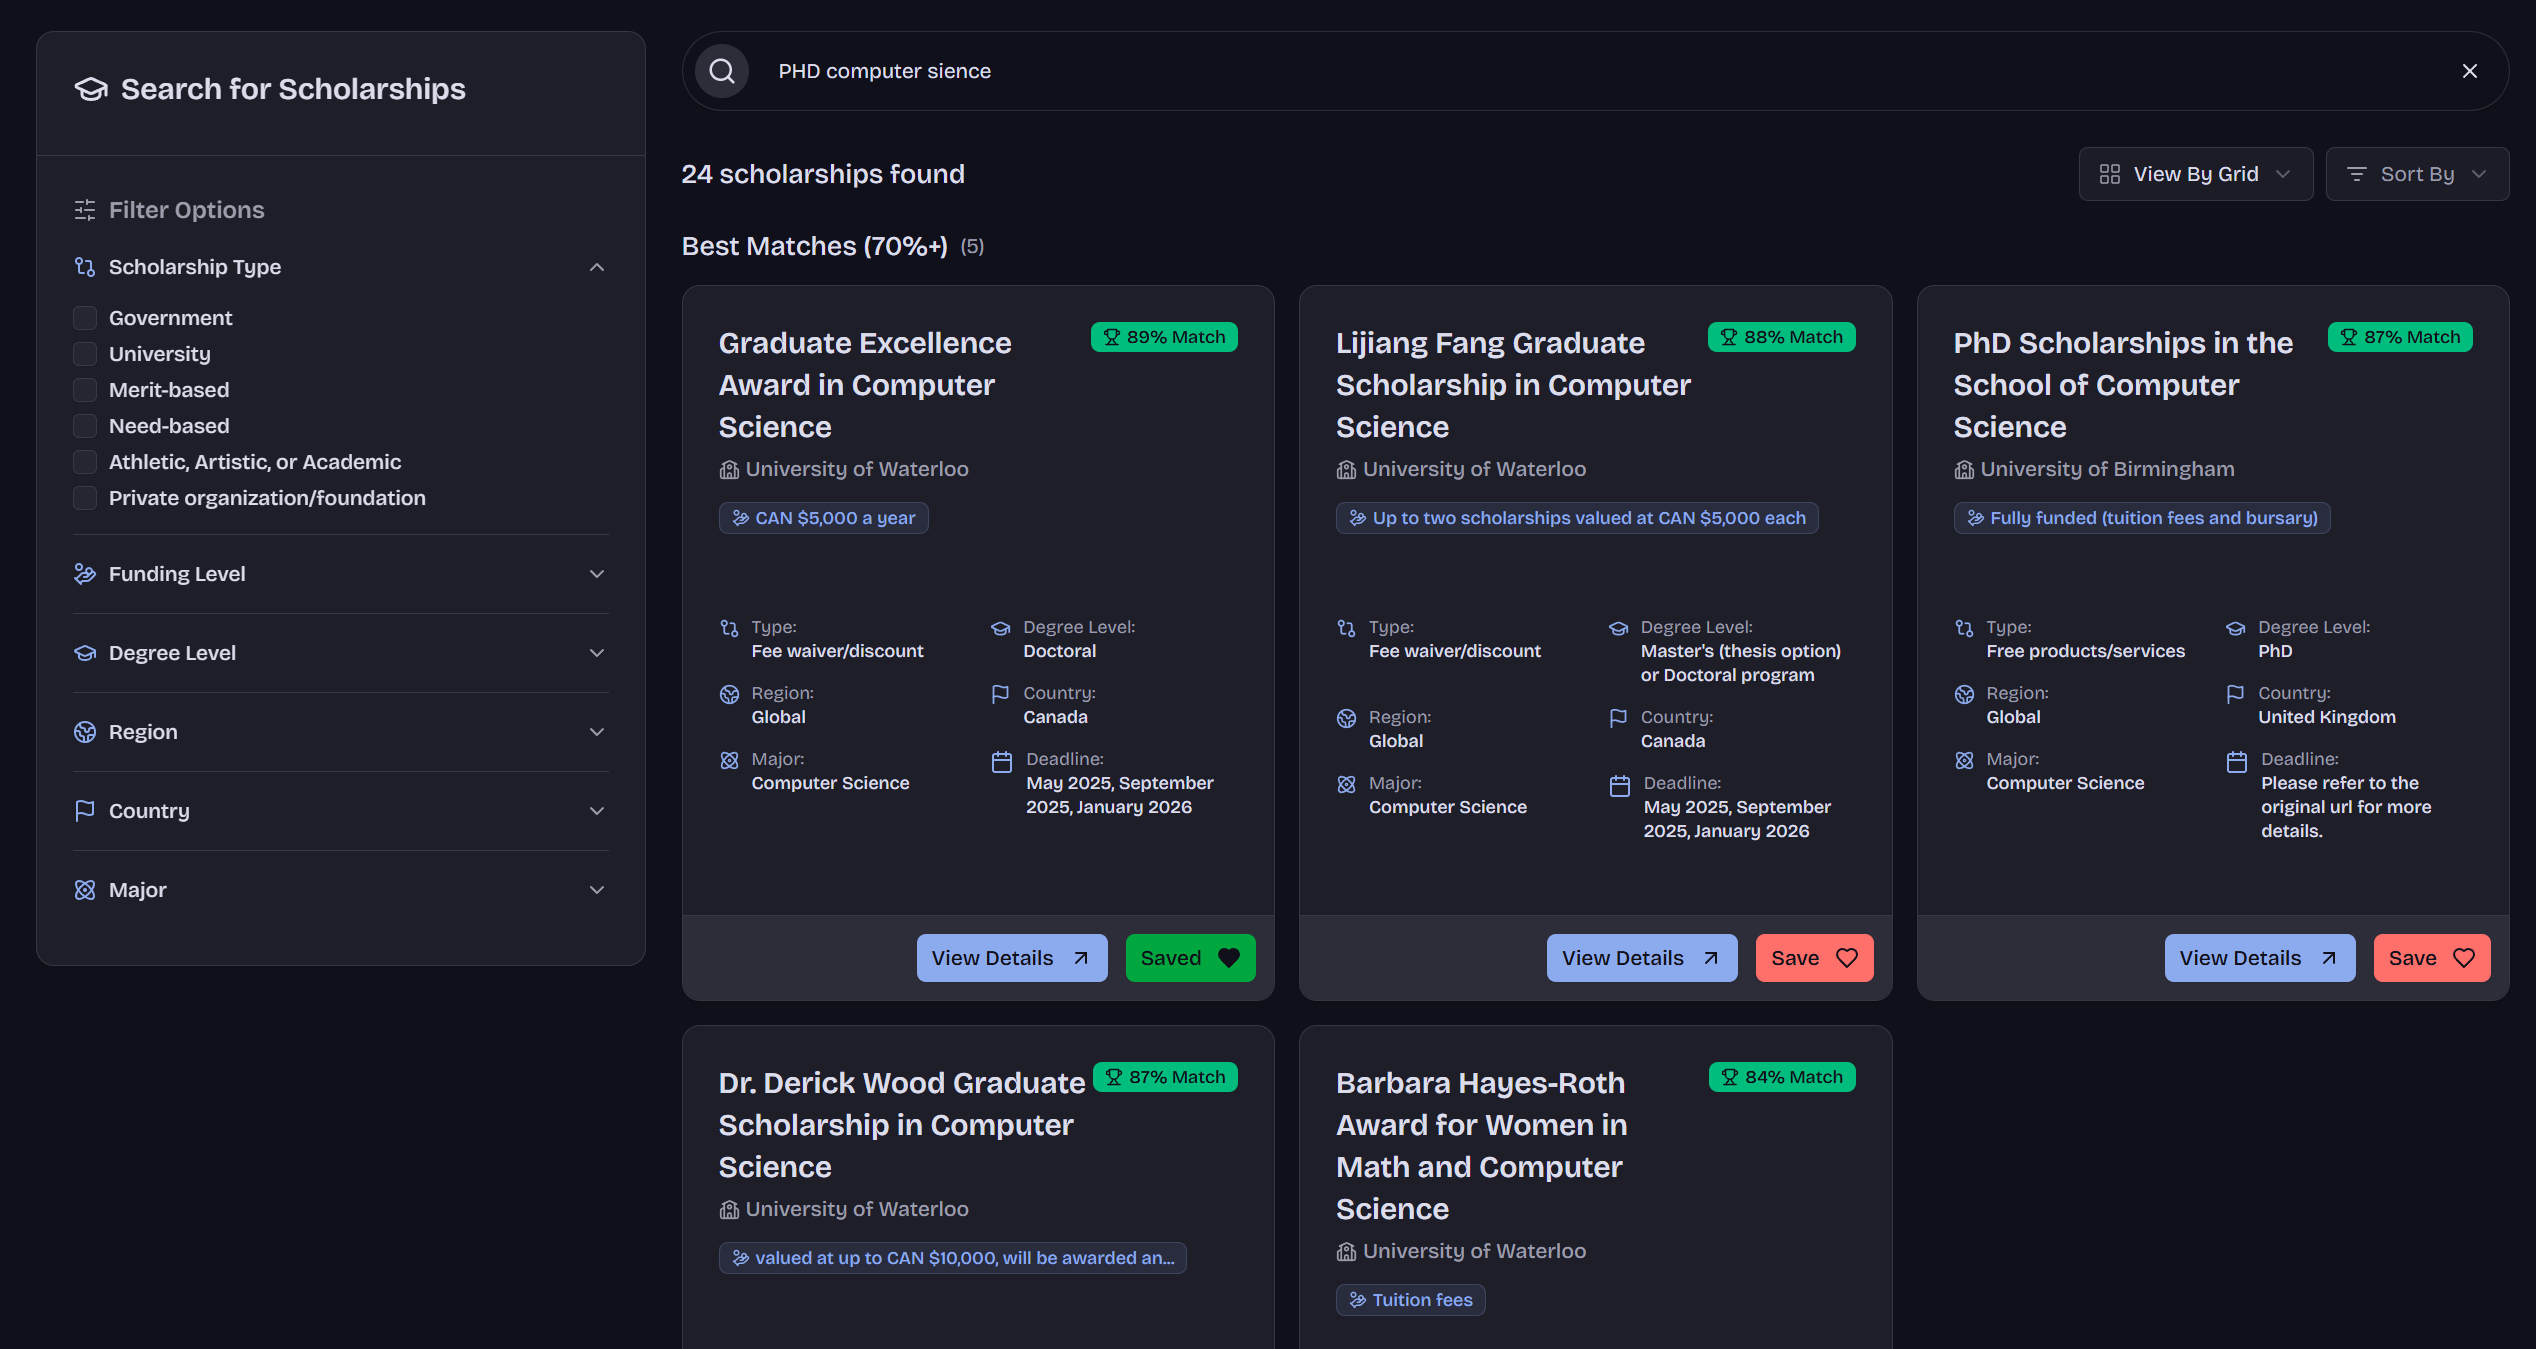 Search for Scholarships
Filter Options
Scholarship Type
Government
University
Merit-based
Need-based
Athletic, Artistic, or Academic
Private organization/foundation
Funding Level
Degree Level
Region
Country
Major
PHD computer sience
24 scholarships found
View By Grid
Sort By
Best Matches (70%+) (5)
Graduate Excellence
Award in Computer
Science
89% Match
University of Waterloo
CAN $5,000 a year
Type:
Fee waiver/discount
Degree Level:
Doctoral
Region:
Global
Country:
Canada
Major:
Computer Science
Deadline:
May 2025, September
2025, January 2026
View Details
Saved
Lijiang Fang Graduate
Scholarship in Computer
Science
88% Match
University of Waterloo
Up to two scholarships valued at CAN $5,000 each
Type:
Fee waiver/discount
Degree Level:
Master's (thesis option)
or Doctoral program
Region:
Global
Country:
Canada
Major:
Computer Science
Deadline:
May 2025, September
2025, January 2026
View Details
Save
PhD Scholarships in the
School of Computer
Science
87% Match
University of Birmingham
Fully funded (tuition fees and bursary)
Type:
Free products/services
Degree Level:
PhD
Region:
Global
Country:
United Kingdom
Major:
Computer Science
Deadline:
Please refer to the
original url for more
details.
View Details
Save
Dr. Derick Wood Graduate
Scholarship in Computer
Science
87% Match
University of Waterloo
valued at up to CAN $10,000, will be awarded an...
Barbara Hayes-Roth
Award for Women in
Math and Computer
Science
84% Match
University of Waterloo
Tuition fees